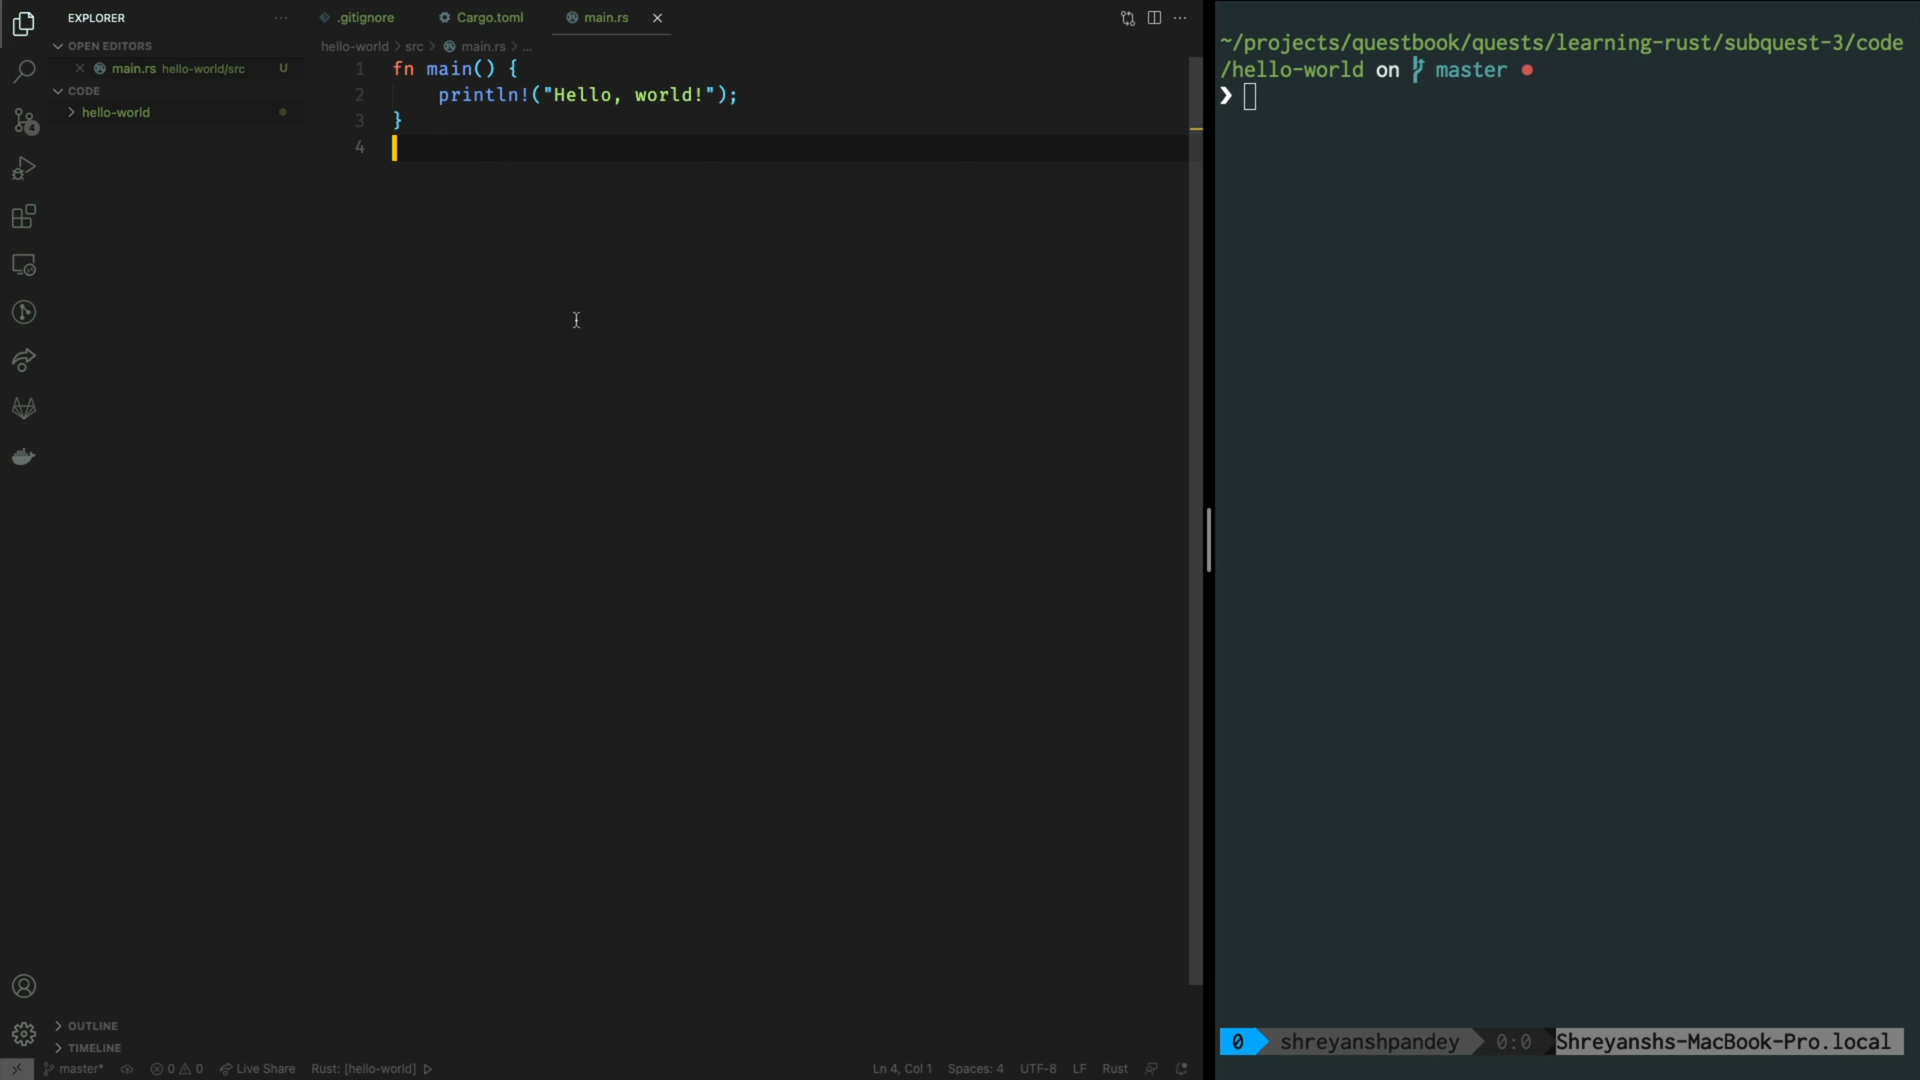 EXPLORER
OPEN EDITORS
main.rs hello-world/src U
CODE
hello-world
OUTLINE
TIMELINE
.gitignore
Cargo.toml
main.rs
hello-world > src > main.rs > ...
1 fn main() {
2 println!("Hello, world!");
3 }
4
4
master*
0 0
Live Share
Rust: [hello-world]
Ln 4, Col 1
Spaces: 4
UTF-8
LF
Rust
~/projects/questbook/quests/learning-rust/subquest-3/code
/hello-world on master
❯
0 shreyanshpandey 0:0 Shreyanshs-MacBook-Pro.local